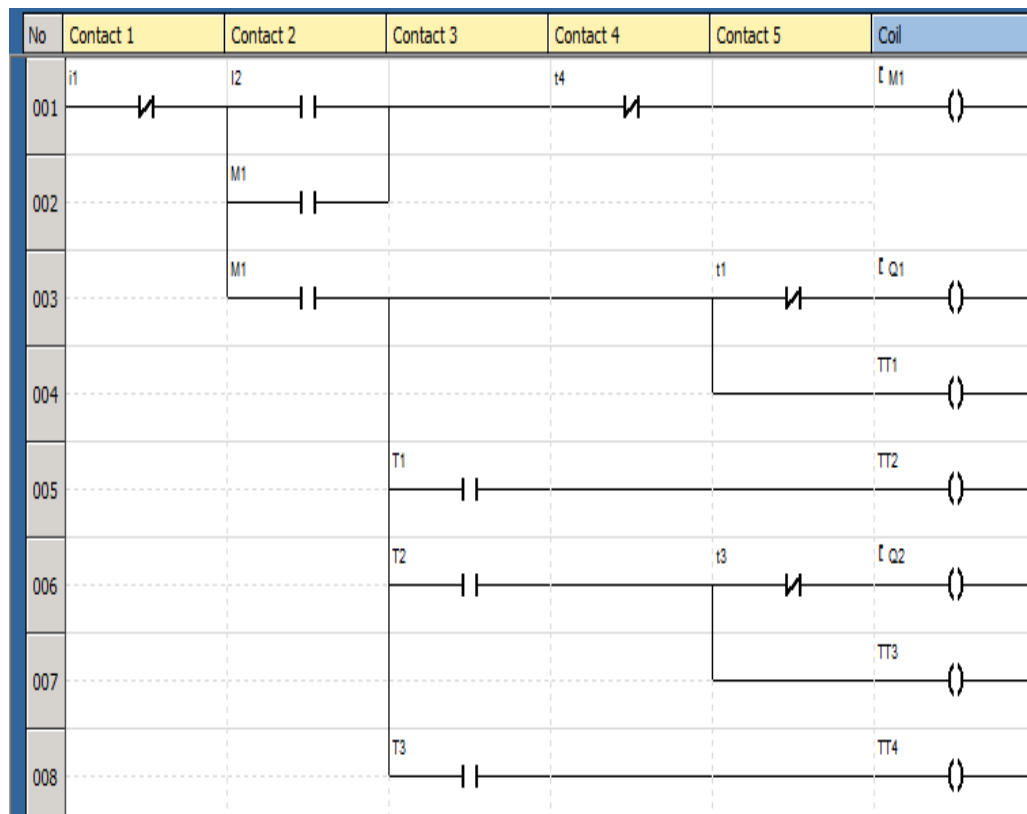 No Contact 1 Contact 2 Contact 3 Contact 4 Contact 5 Coil
i1 I2 t4 [ M1
001
M1
002
M1 t1 [ Q1
003
TT1
004
T1 TT2
005
T2 t3 [ Q2
006
TT3
007
T3 TT4
008